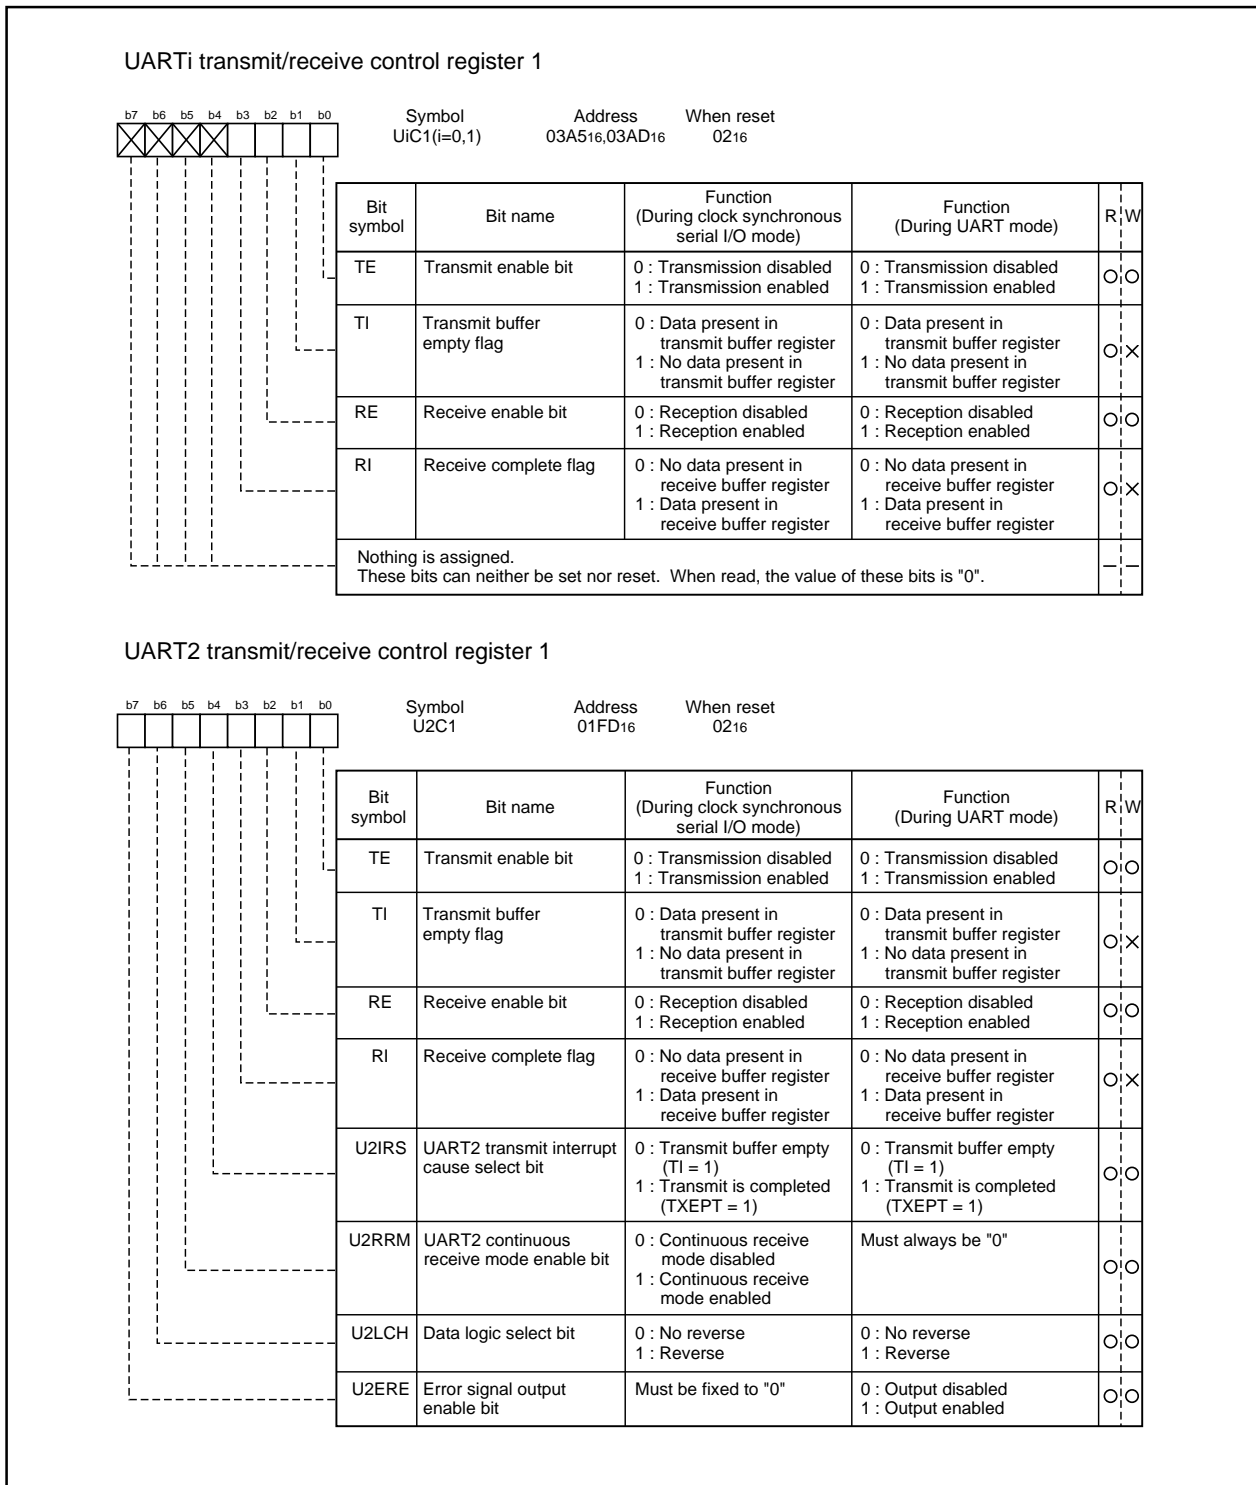 UARTi transmit/receive control register 1
b7 b6 b5 b4 b3 b2 b1 b0
Symbol Address When reset
UiC1(i=0,1) 03A516,03AD16 0216
Bit symbol Bit name Function (During clock synchronous serial I/O mode) Function (During UART mode) R W
TE Transmit enable bit 0 : Transmission disabled 0 : Transmission disabled
1 : Transmission enabled 1 : Transmission enabled
TI Transmit buffer 0 : Data present in 0 : Data present in
empty flag transmit buffer register transmit buffer register
1 : No data present in 1 : No data present in
transmit buffer register transmit buffer register
RE Receive enable bit 0 : Reception disabled 0 : Reception disabled
1 : Reception enabled 1 : Reception enabled
RI Receive complete flag 0 : No data present in 0 : No data present in
receive buffer register receive buffer register
1 : Data present in 1 : Data present in
receive buffer register receive buffer register
Nothing is assigned.
These bits can neither be set nor reset. When read, the value of these bits is "0".
UART2 transmit/receive control register 1
b7 b6 b5 b4 b3 b2 b1 b0
Symbol Address When reset
U2C1 01FD16 0216
Bit symbol Bit name Function (During clock synchronous serial I/O mode) Function (During UART mode) R W
TE Transmit enable bit 0 : Transmission disabled 0 : Transmission disabled
1 : Transmission enabled 1 : Transmission enabled
TI Transmit buffer 0 : Data present in 0 : Data present in
empty flag transmit buffer register transmit buffer register
1 : No data present in 1 : No data present in
transmit buffer register transmit buffer register
RE Receive enable bit 0 : Reception disabled 0 : Reception disabled
1 : Reception enabled 1 : Reception enabled
RI Receive complete flag 0 : No data present in 0 : No data present in
receive buffer register receive buffer register
1 : Data present in 1 : Data present in
receive buffer register receive buffer register
U2IRS UART2 transmit interrupt 0 : Transmit buffer empty 0 : Transmit buffer empty
cause select bit (TI = 1) (TI = 1)
1 : Transmit is completed 1 : Transmit is completed
(TXEPT = 1) (TXEPT = 1)
U2RRM UART2 continuous 0 : Continuous receive Must always be "0"
receive mode enable bit mode disabled
1 : Continuous receive
mode enabled
U2LCH Data logic select bit 0 : No reverse 0 : No reverse
1 : Reverse 1 : Reverse
U2ERE Error signal output Must be fixed to "0" 0 : Output disabled
enable bit 1 : Output enabled